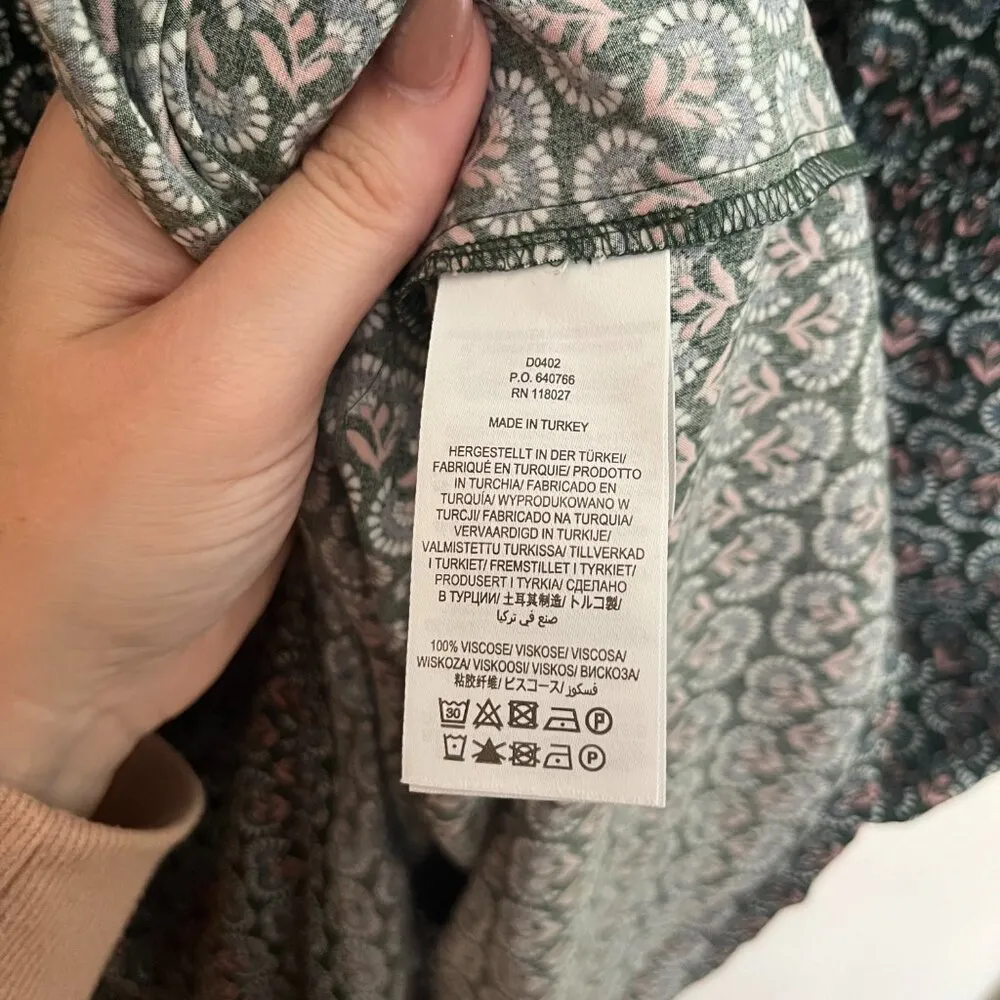 D0402
P.O. 640766
RN 118027
MADE IN TURKEY
HERGESTELLT IN DER TÜRKEI/
FABRIQUÉ EN TURQUIE/ PRODOTTO
IN TURCHIA/ FABRICADO EN
TURQUÍA/ WYPRODUKOWANO W
TURCJI/ FABRICADO NA TURQUIA/
VERVAARDIGD IN TURKIJE/
VALMISTETTU TURKISSA/ TILLVERKAD
I TURKIET/ FREMSTILLET I TYRKIET/
PRODUSERT I TYRKIA/ СДЕЛАНО
В ТУРЦИИ/ 土耳其制造/ トルコ製/
صنع في تركيا
100% VISCOSE/ VISKOSE/ VISCOSA/
WISKOZA/ VISKOOSI/ VISKOS/ ВИСКОЗА/
粘胶纤维/ ビスコース/ فسكوز
30 P
P